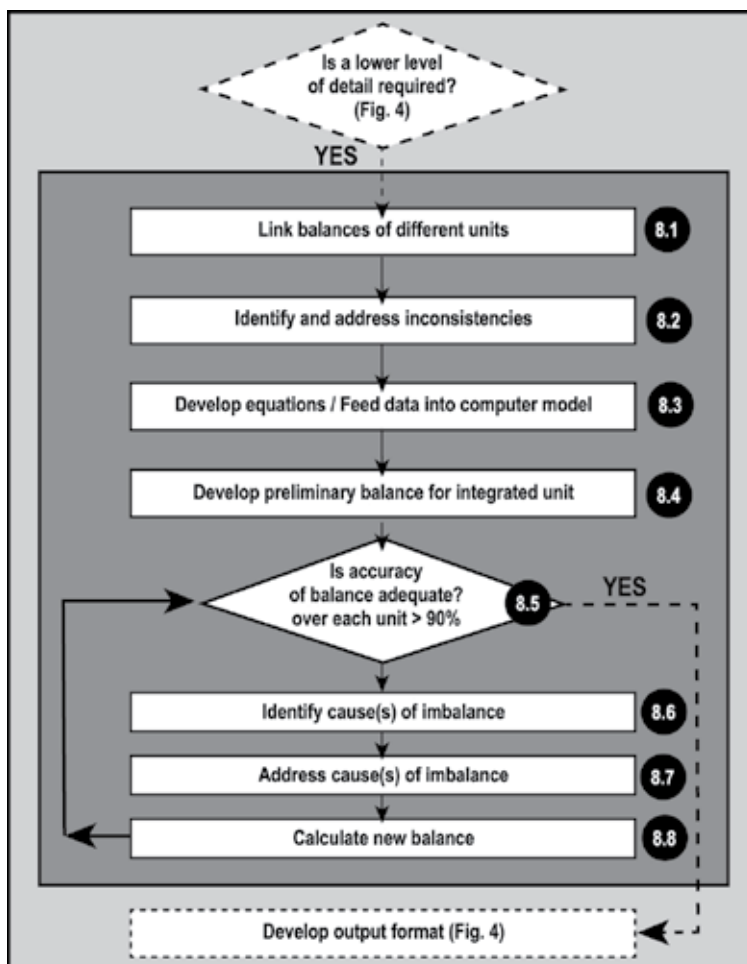 Is a lower level
of detail required?
(Fig. 4)
YES
Link balances of different units
8.1
Identify and address inconsistencies
8.2
Develop equations / Feed data into computer model
8.3
Develop preliminary balance for integrated unit
8.4
Is accuracy
of balance adequate?
over each unit > 90%
8.5
YES
Identify cause(s) of imbalance
8.6
Address cause(s) of imbalance
8.7
Calculate new balance
8.8
Develop output format (Fig. 4)